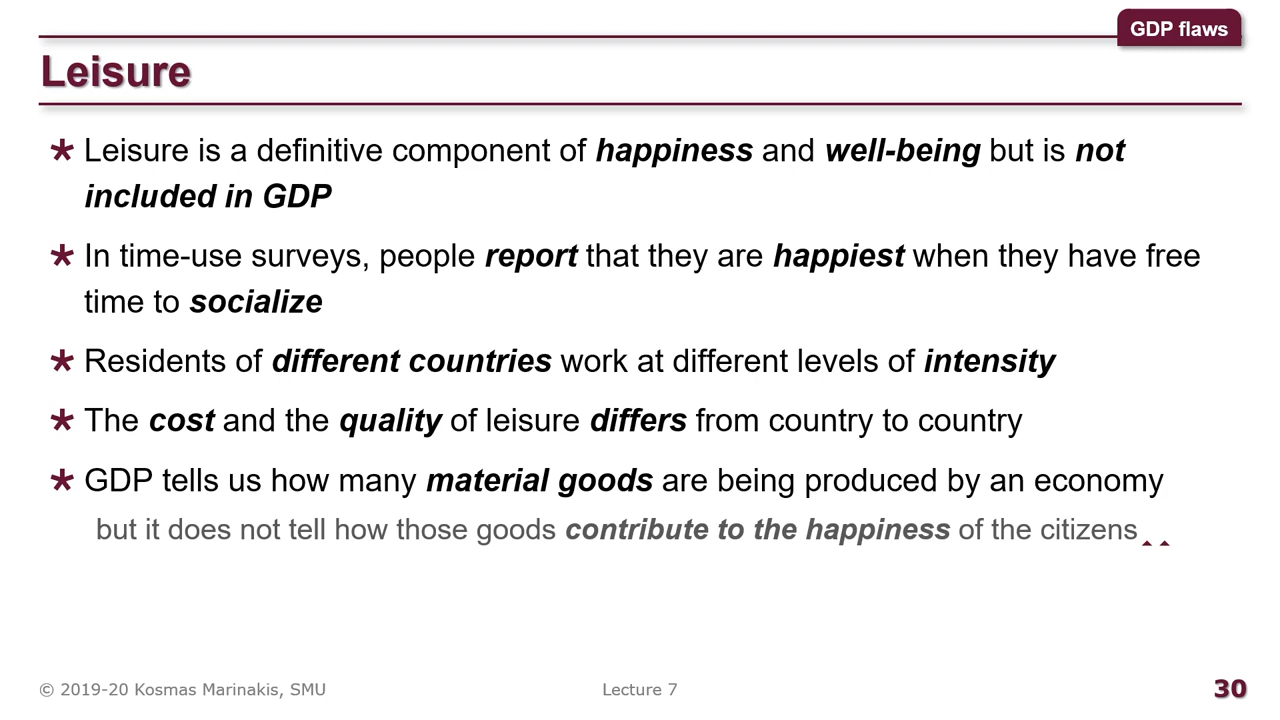 GDP flaws
Leisure
* Leisure is a definitive component of happiness and well-being but is not
included in GDP
* In time-use surveys, people report that they are happiest when they have free
time to socialize
* Residents of different countries work at different levels of intensity
* The cost and the quality of leisure differs from country to country
* GDP tells us how many material goods are being produced by an economy
but it does not tell how those goods contribute to the happiness of the citizens
© 2019-20 Kosmas Marinakis, SMU
Lecture 7
30